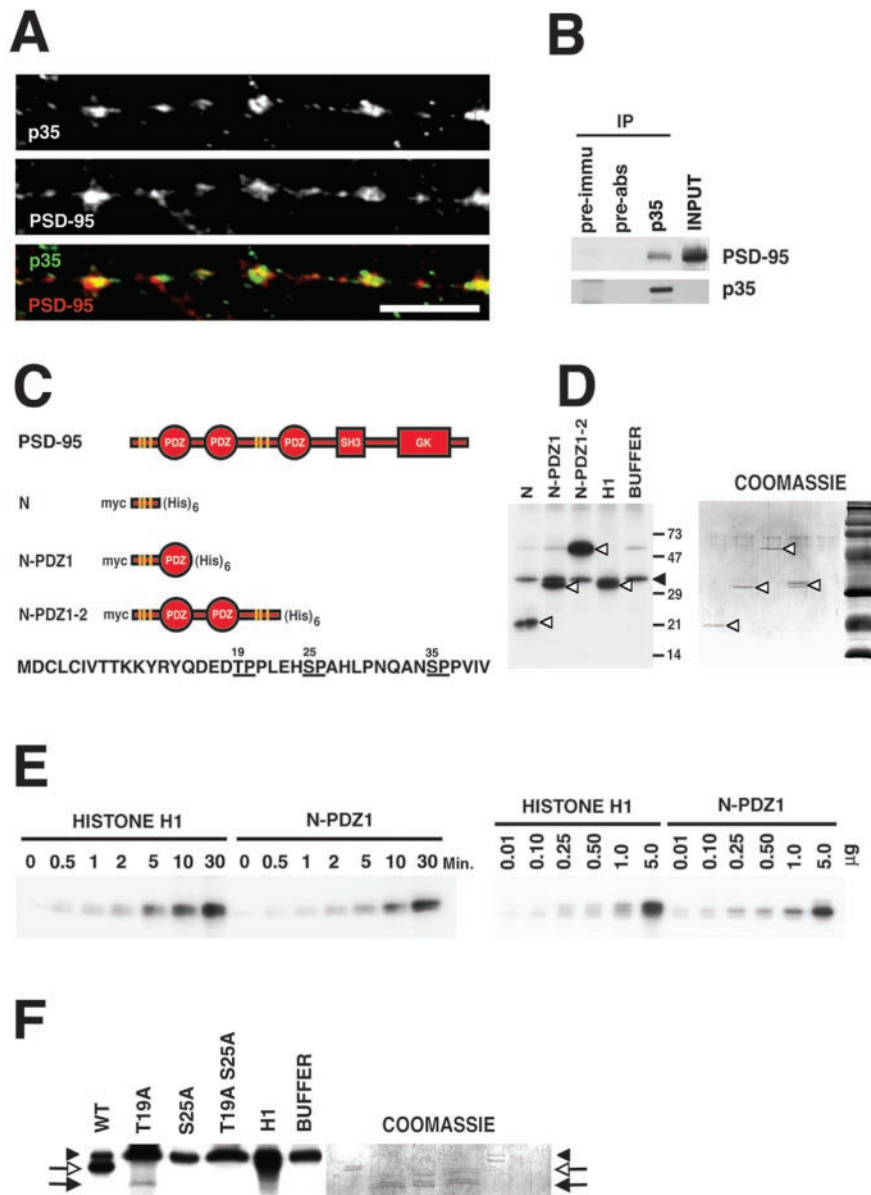 A
p35
PSD-95
p35
PSD-95
B
IP
pre-immu
pre-abs
p35
INPUT
PSD-95
p35
C
PSD-95
PDZ PDZ PDZ SH3 GK
N
myc (His)6
N-PDZ1
myc PDZ (His)6
N-PDZ1-2
myc PDZ PDZ (His)6
19 25 35
MDCLCIVTTKKYRYQDEDTPPLEHSPAHLPNQANSPPVIV
D
N
N-PDZ1
N-PDZ1-2
H1
BUFFER
73
47
29
21
14
COOMASSIE
E
HISTONE H1 N-PDZ1
0 0.5 1 2 5 10 30 0 0.5 1 2 5 10 30 Min.
HISTONE H1 N-PDZ1
0.01 0.10 0.25 0.50 1.0 5.0 0.01 0.10 0.25 0.50 1.0 5.0 µg
F
WT
T19A
S25A
T19A S25A
H1
BUFFER
COOMASSIE